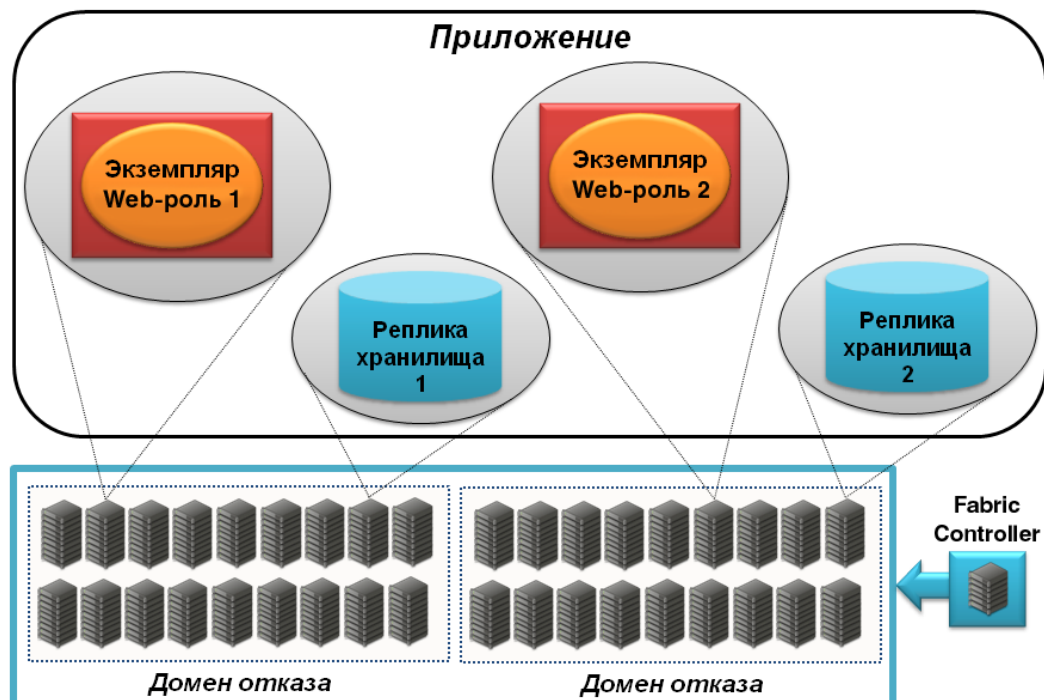 Приложение
Экземпляр
Web-роль 1
Экземпляр
Web-роль 2
Реплика
хранилища
1
Реплика
хранилища
2
Fabric
Controller
Домен отказа
Домен отказа